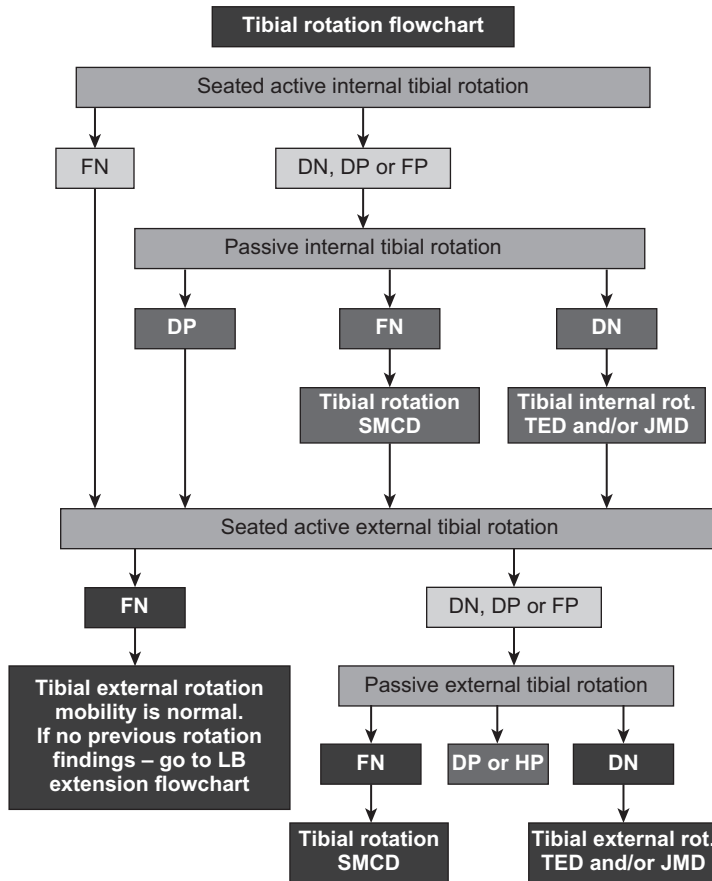 Tibial rotation flowchart
Seated active internal tibial rotation
FN
DN, DP or FP
Passive internal tibial rotation
DP
FN
DN
Tibial rotation
SMCD
Tibial internal rot.
TED and/or JMD
Seated active external tibial rotation
FN
DN, DP or FP
Tibial external rotation
mobility is normal.
If no previous rotation
findings – go to LB
extension flowchart
Passive external tibial rotation
FN
DP or HP
DN
Tibial rotation
SMCD
Tibial external rot.
TED and/or JMD